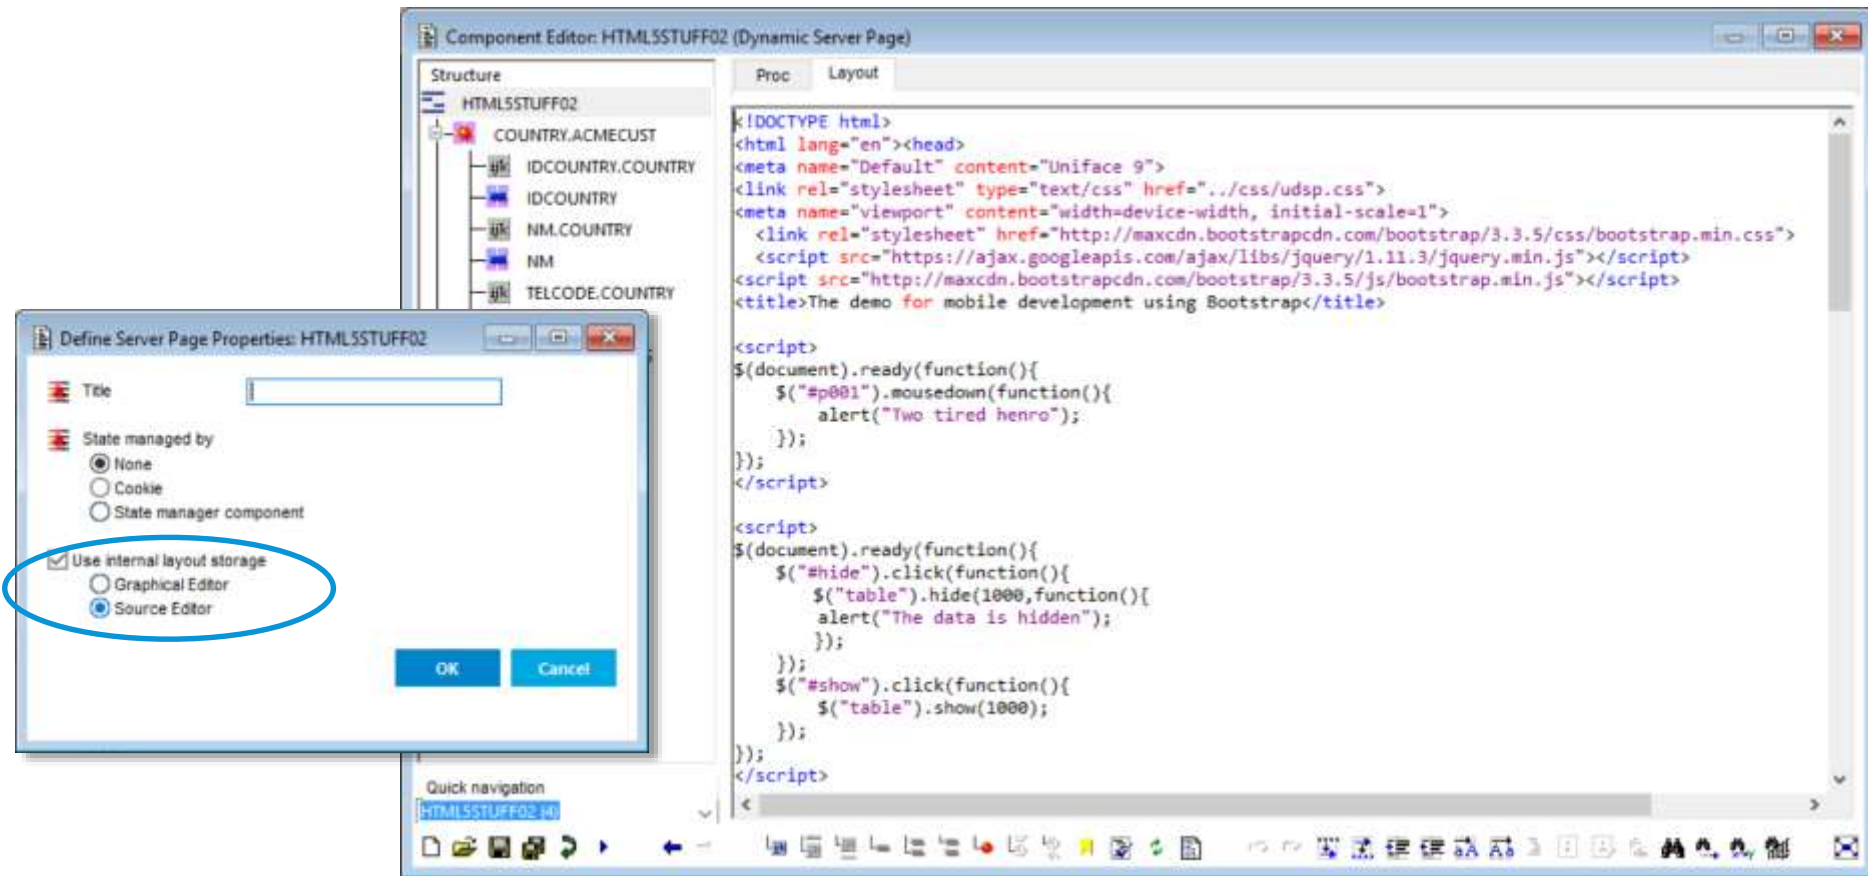 Component Editor: HTML5STUFF02 (Dynamic Server Page)
Structure
HTML5STUFF02
COUNTRY.ACMECUST
IDCOUNTRY.COUNTRY
IDCOUNTRY
NM.COUNTRY
NM
TELCODE.COUNTRY
Proc
Layout
<!DOCTYPE html>
<html lang="en"><head>
<meta name="Default" content="Uniface 9">
<link rel="stylesheet" type="text/css" href="../css/udsp.css">
<meta name="viewport" content="width=device-width, initial-scale=1">
<link rel="stylesheet" href="http://maxcdn.bootstrapcdn.com/bootstrap/3.3.5/css/bootstrap.min.css">
<script src="https://ajax.googleapis.com/ajax/libs/jquery/1.11.3/jquery.min.js"></script>
<script src="http://maxcdn.bootstrapcdn.com/bootstrap/3.3.5/js/bootstrap.min.js"></script>
<title>The demo for mobile development using Bootstrap</title>
<script>
$(document).ready(function(){
$("#p001").mousedown(function(){
alert("Two tired henro");
});
});
</script>
<script>
$(document).ready(function(){
$("#hide").click(function(){
$("table").hide(1000,function(){
alert("The data is hidden");
});
});
$("#show").click(function(){
$("table").show(1000);
});
});
</script>
Define Server Page Properties: HTML5STUFF02
Title
State managed by
None
Cookie
State manager component
Use internal layout storage
Graphical Editor
Source Editor
OK
Cancel
Quick navigation
HTML5STUFF02